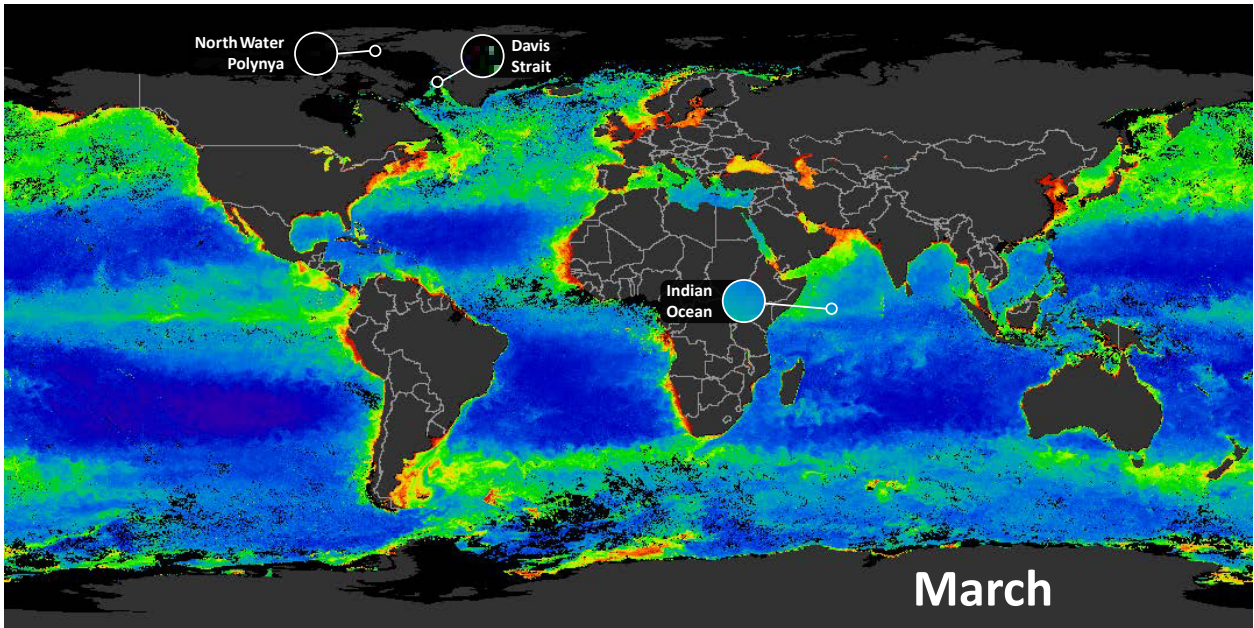 North Water
Polynya
Davis
Strait
Indian
Ocean
March